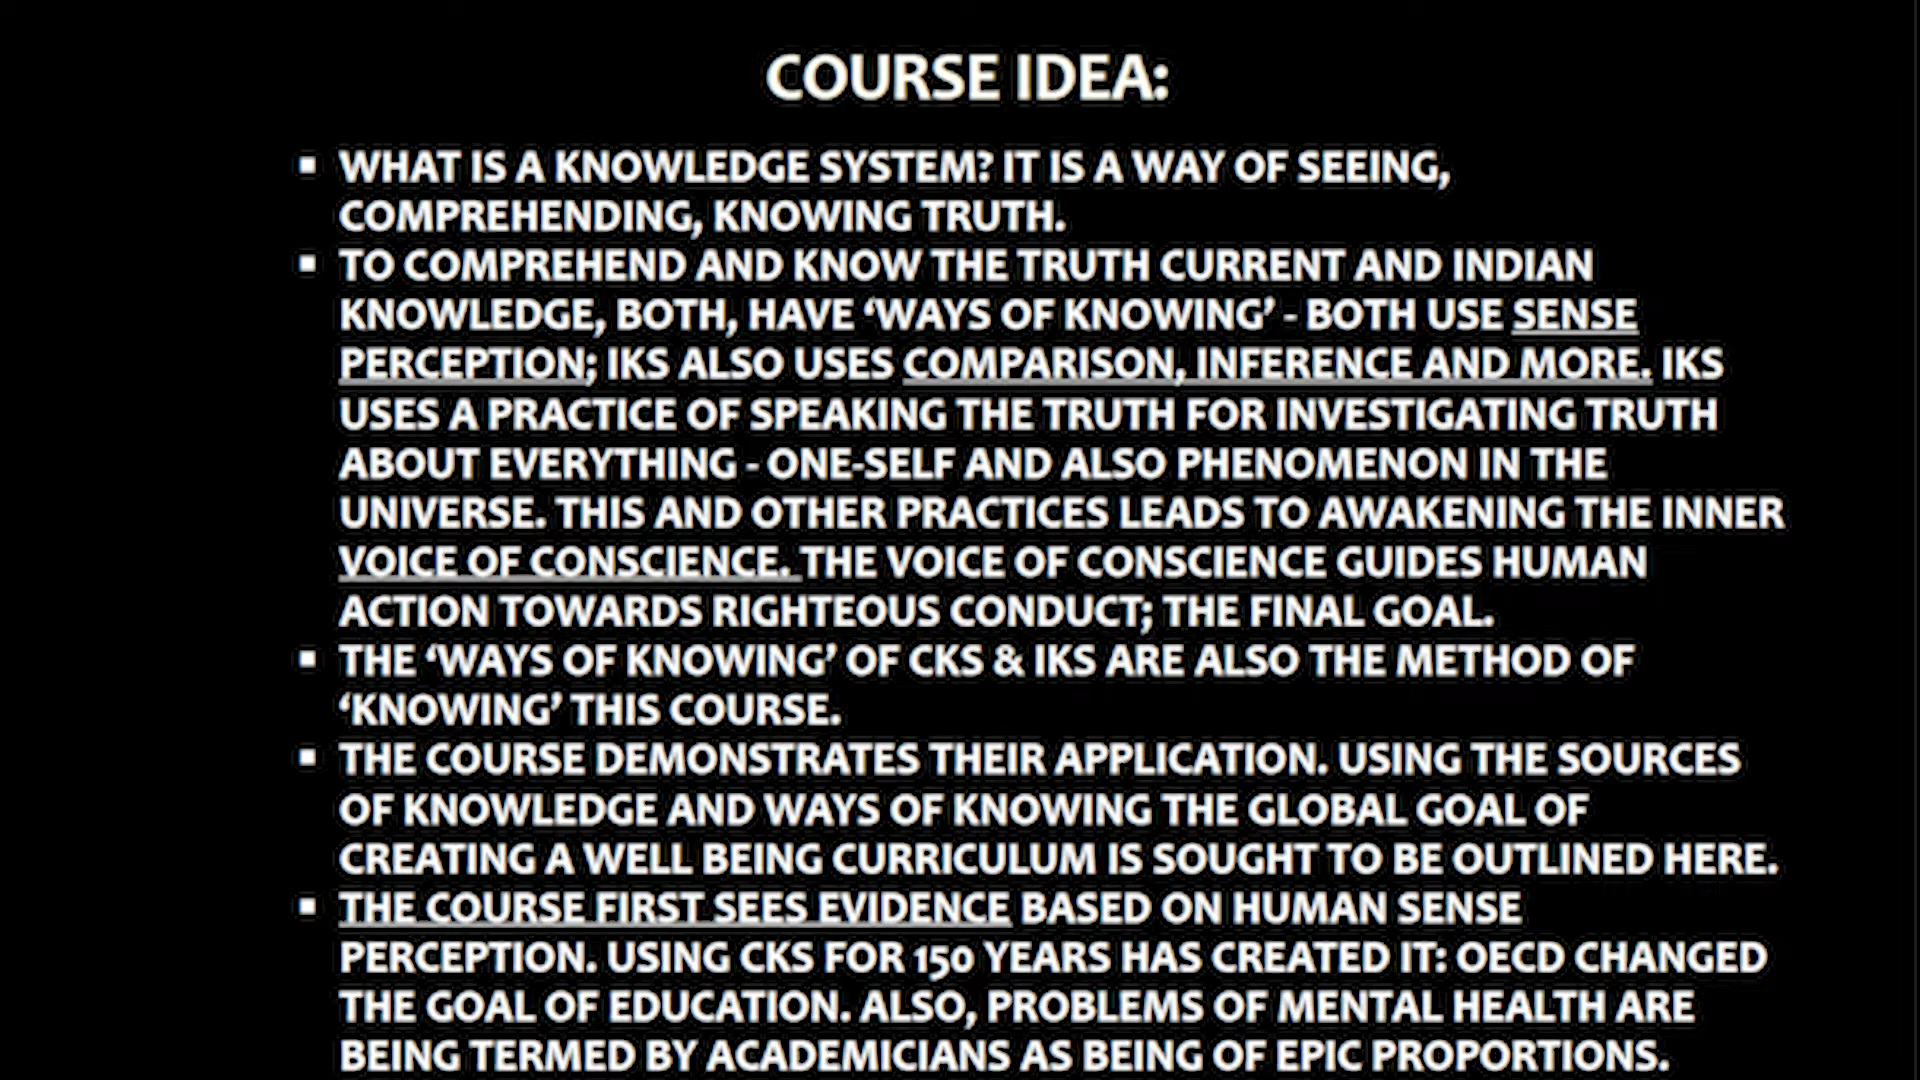 COURSE IDEA:
▪ WHAT IS A KNOWLEDGE SYSTEM? IT IS A WAY OF SEEING,
COMPREHENDING, KNOWING TRUTH.
▪ TO COMPREHEND AND KNOW THE TRUTH CURRENT AND INDIAN
KNOWLEDGE, BOTH, HAVE ‘WAYS OF KNOWING’ - BOTH USE SENSE
PERCEPTION; IKS ALSO USES COMPARISON, INFERENCE AND MORE. IKS
USES A PRACTICE OF SPEAKING THE TRUTH FOR INVESTIGATING TRUTH
ABOUT EVERYTHING - ONE-SELF AND ALSO PHENOMENON IN THE
UNIVERSE. THIS AND OTHER PRACTICES LEADS TO AWAKENING THE INNER
VOICE OF CONSCIENCE. THE VOICE OF CONSCIENCE GUIDES HUMAN
ACTION TOWARDS RIGHTEOUS CONDUCT; THE FINAL GOAL.
▪ THE ‘WAYS OF KNOWING’ OF CKS & IKS ARE ALSO THE METHOD OF
‘KNOWING’ THIS COURSE.
▪ THE COURSE DEMONSTRATES THEIR APPLICATION. USING THE SOURCES
OF KNOWLEDGE AND WAYS OF KNOWING THE GLOBAL GOAL OF
CREATING A WELL BEING CURRICULUM IS SOUGHT TO BE OUTLINED HERE.
▪ THE COURSE FIRST SEES EVIDENCE BASED ON HUMAN SENSE
PERCEPTION. USING CKS FOR 150 YEARS HAS CREATED IT: OECD CHANGED
THE GOAL OF EDUCATION. ALSO, PROBLEMS OF MENTAL HEALTH ARE
BEING TERMED BY ACADEMICIANS AS BEING OF EPIC PROPORTIONS.